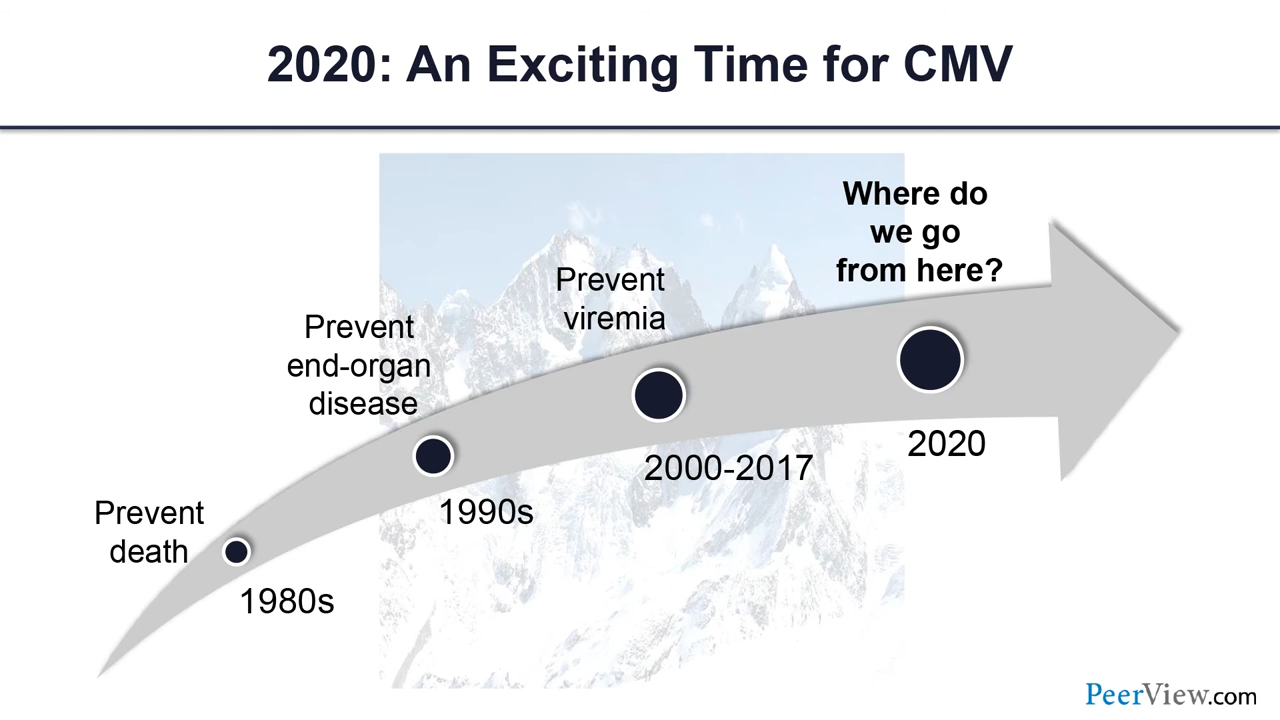 2020: An Exciting Time for CMV
Prevent
death
1980s
Prevent
end-organ
disease
1990s
Prevent
viremia
2000-2017
Where do
we go
from here?
2020
PeerView.com